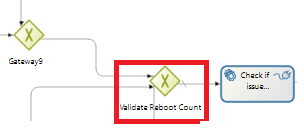 Gateway9
Validate Reboot Count
Check if
issue...